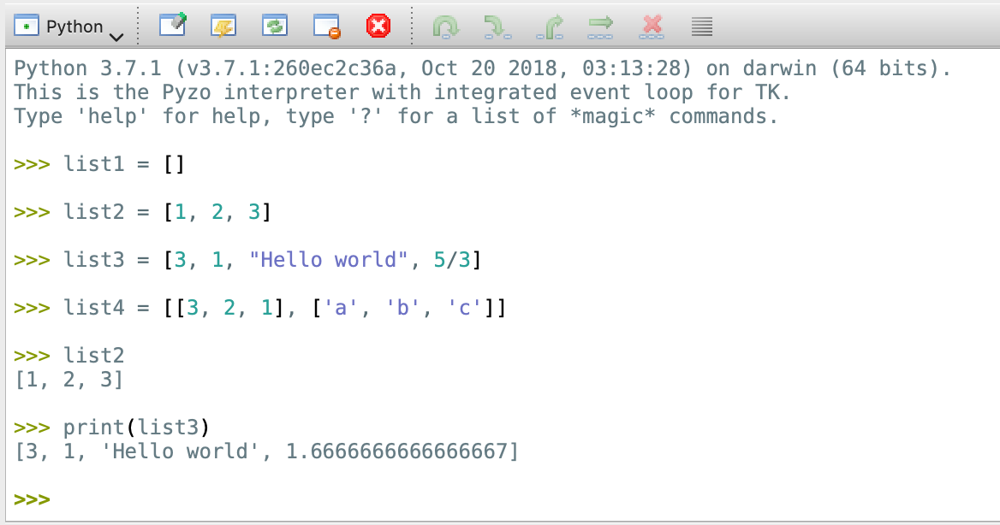 Python
Python 3.7.1 (v3.7.1:260ec2c36a, Oct 20 2018, 03:13:28) on darwin (64 bits).
This is the Pyzo interpreter with integrated event loop for TK.
Type 'help' for help, type '?' for a list of *magic* commands.
>>> list1 = []
>>> list2 = [1, 2, 3]
>>> list3 = [3, 1, "Hello world", 5/3]
>>> list4 = [[3, 2, 1], ['a', 'b', 'c']]
>>> list2
[1, 2, 3]
>>> print(list3)
[3, 1, 'Hello world', 1.6666666666666667]
>>>